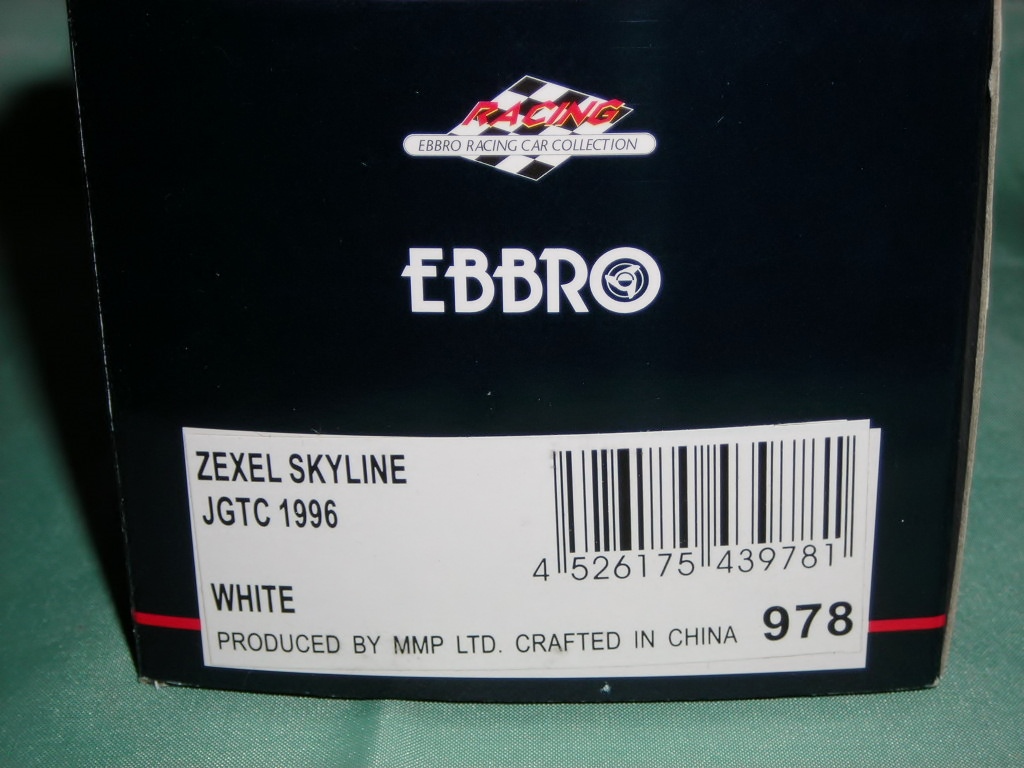 RACING
EBBRO RACING CAR COLLECTION
EBBRO
ZEXEL SKYLINE
JGTC 1996
WHITE
4 526175 439781
PRODUCED BY MMP LTD. CRAFTED IN CHINA 978